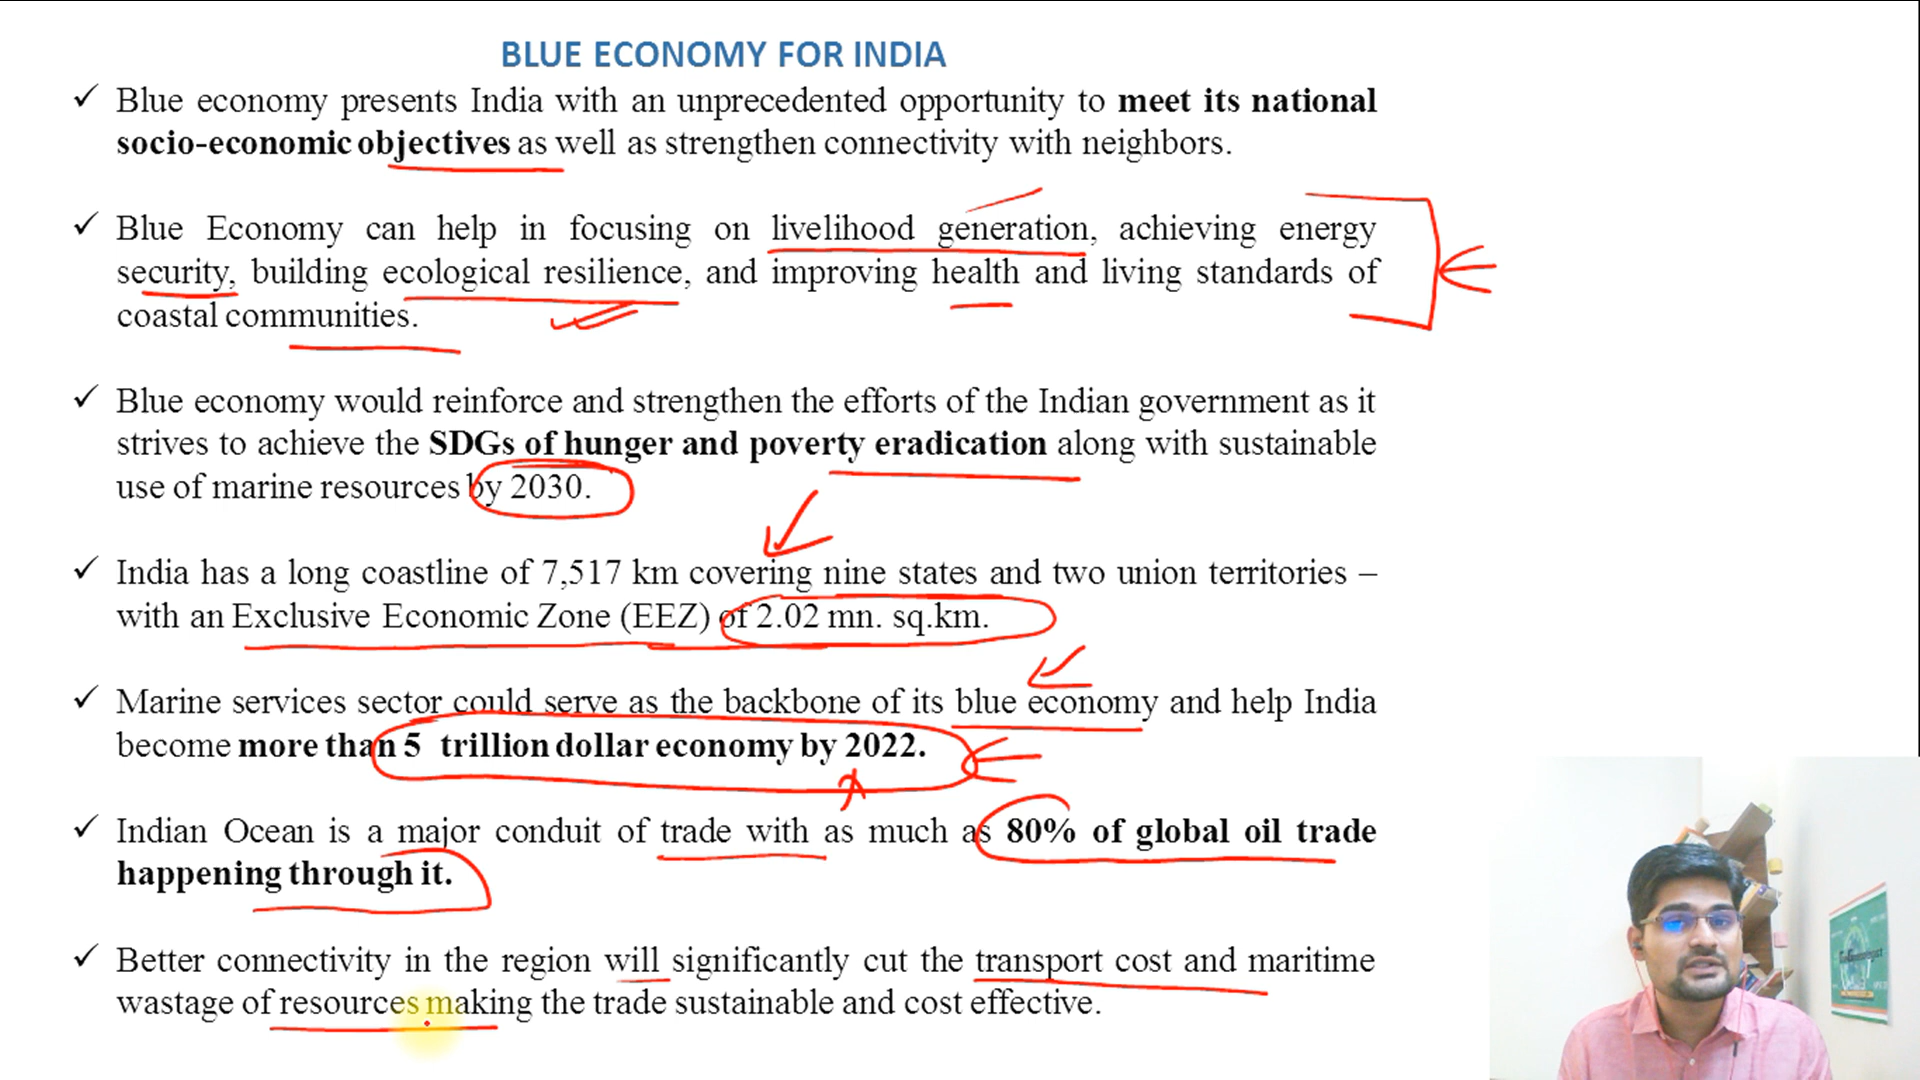 BLUE ECONOMY FOR INDIA
✓ Blue economy presents India with an unprecedented opportunity to meet its national
socio-economic objectives as well as strengthen connectivity with neighbors.
✓ Blue Economy can help in focusing on livelihood generation, achieving energy
security, building ecological resilience, and improving health and living standards of
coastal communities.
✓ Blue economy would reinforce and strengthen the efforts of the Indian government as it
strives to achieve the SDGs of hunger and poverty eradication along with sustainable
use of marine resources by 2030.
✓ India has a long coastline of 7,517 km covering nine states and two union territories –
with an Exclusive Economic Zone (EEZ) of 2.02 mn. sq.km.
✓ Marine services sector could serve as the backbone of its blue economy and help India
become more than 5 trillion dollar economy by 2022.
✓ Indian Ocean is a major conduit of trade with as much as 80% of global oil trade
happening through it.
✓ Better connectivity in the region will significantly cut the transport cost and maritime
wastage of resources making the trade sustainable and cost effective.